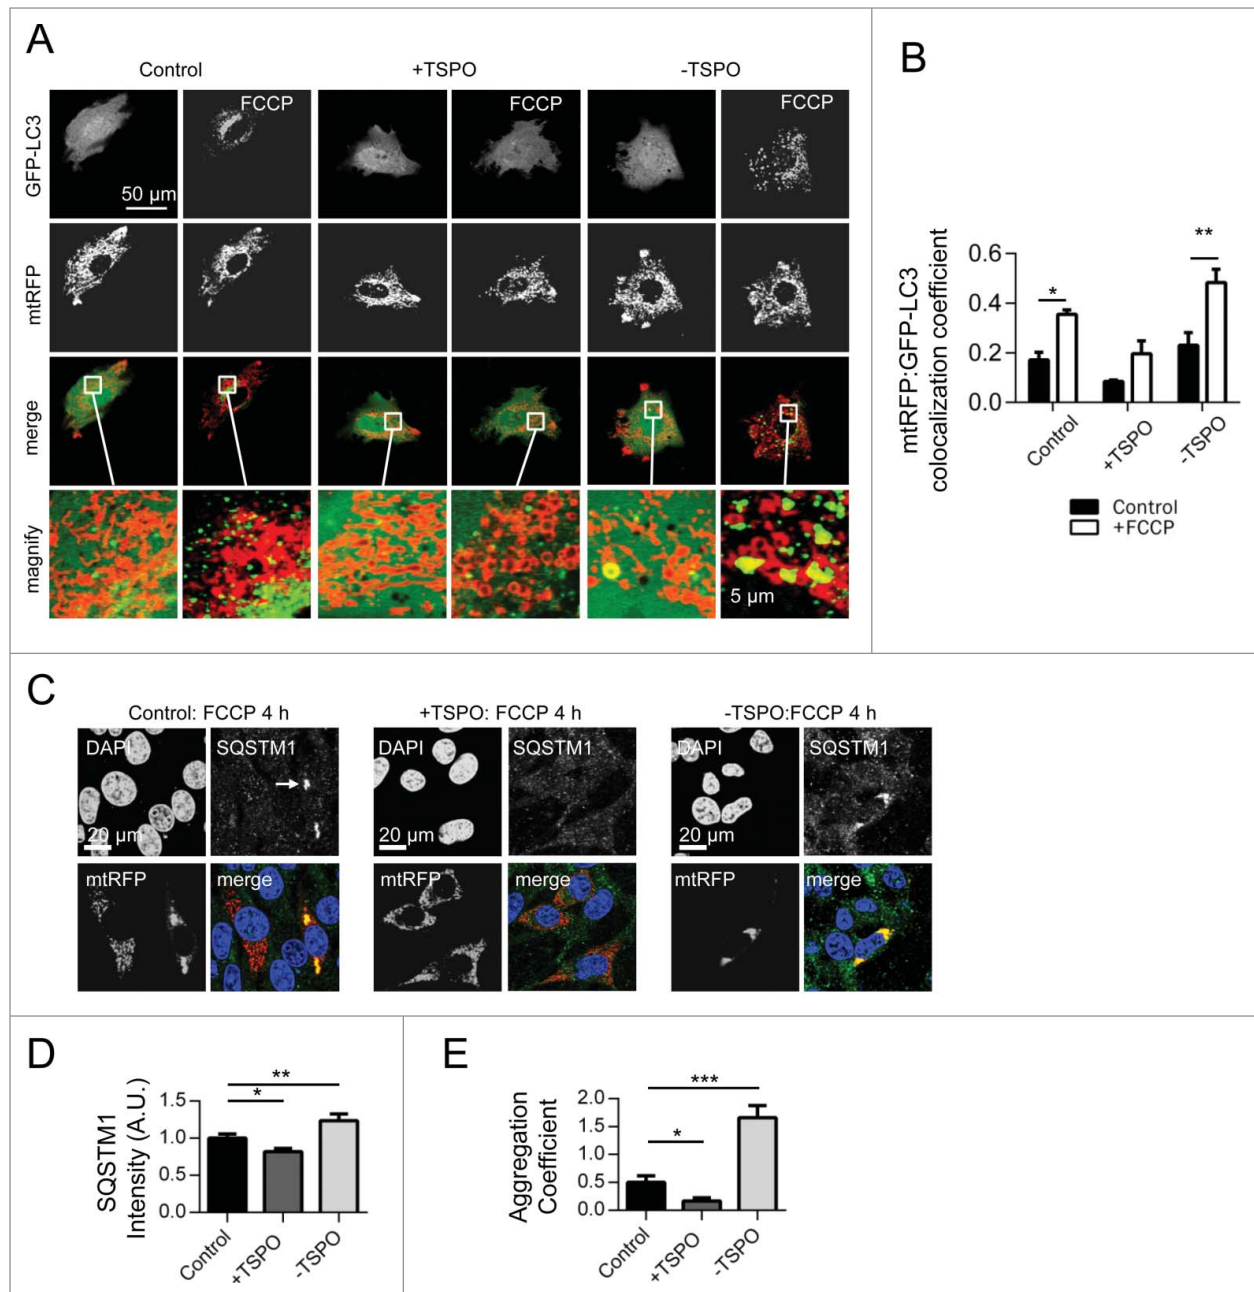 A
Control
+TSPO
-TSPO
GFP-LC3
FCCP
FCCP
FCCP
50 µm
mtRFP
merge
magnify
5 µm
B
mtRFP:GFP-LC3
colocalization coefficient
0.6
0.4
0.2
0.0
*
**
Control
+TSPO
-TSPO
Control
+FCCP
C
Control: FCCP 4 h
+TSPO: FCCP 4 h
-TSPO:FCCP 4 h
DAPI
SQSTM1
DAPI
SQSTM1
DAPI
SQSTM1
20 µm
20 µm
20 µm
mtRFP
merge
mtRFP
merge
mtRFP
merge
D
SQSTM1
Intensity (A.U.)
1.5
1.0
0.5
0.0
**
*
Control
+TSPO
-TSPO
E
Aggregation
Coefficient
2.0
1.5
1.0
0.5
0.0
***
*
Control
+TSPO
-TSPO